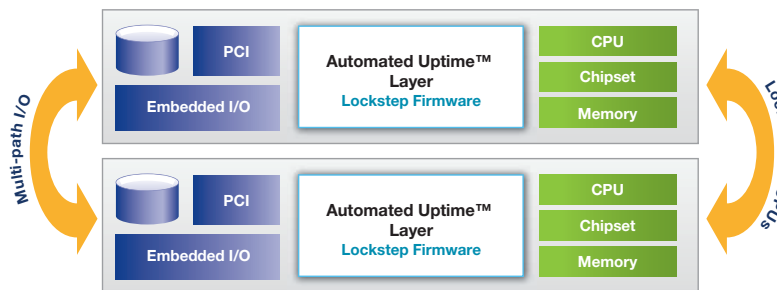 Multi-path I/O
PCI
Embedded I/O
Automated Uptime™
Layer
Lockstep Firmware
CPU
Chipset
Memory
PCI
Embedded I/O
Automated Uptime™
Layer
Lockstep Firmware
CPU
Chipset
Memory